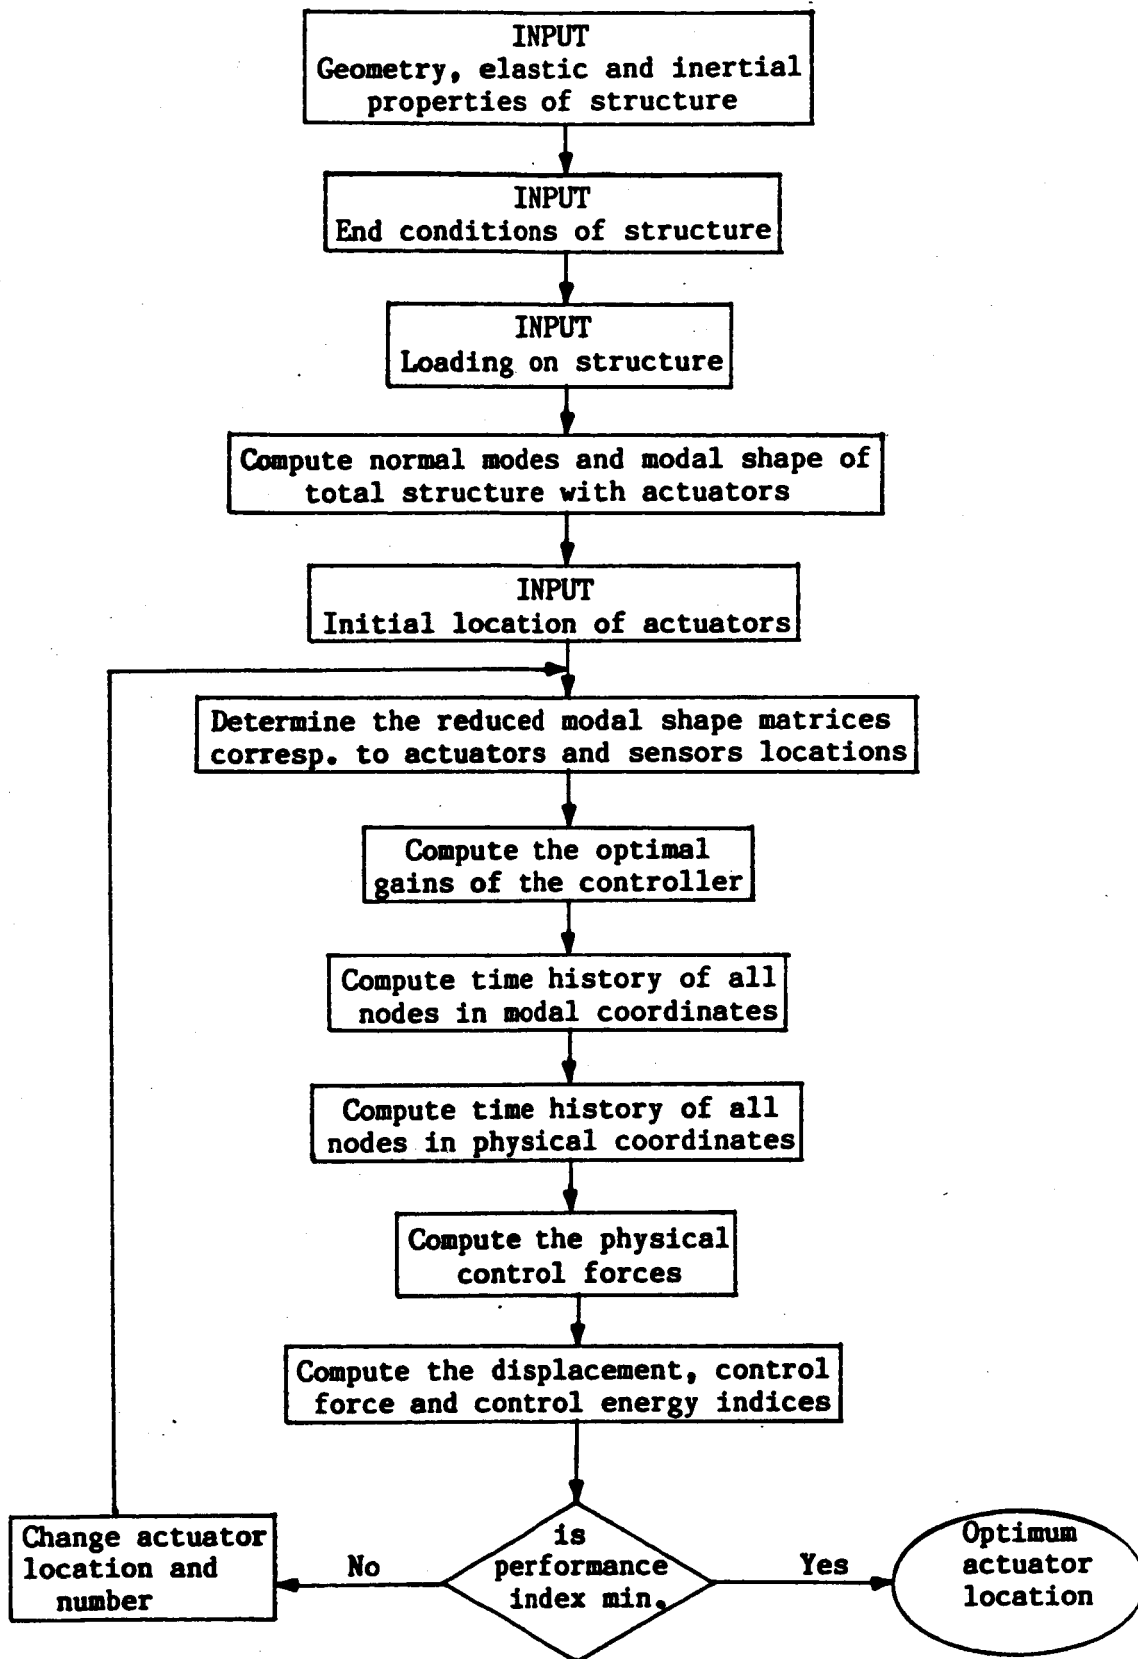 INPUT
Geometry, elastic and inertial
properties of structure
INPUT
End conditions of structure
INPUT
Loading on structure
Compute normal modes and modal shape of
total structure with actuators
INPUT
Initial location of actuators
Determine the reduced modal shape matrices
corresp. to actuators and sensors locations
Compute the optimal
gains of the controller
Compute time history of all
nodes in modal coordinates
Compute time history of all
nodes in physical coordinates
Compute the physical
control forces
Compute the displacement, control
force and control energy indices
Change actuator
location and
number
No
is
performance
index min.
Yes
Optimum
actuator
location